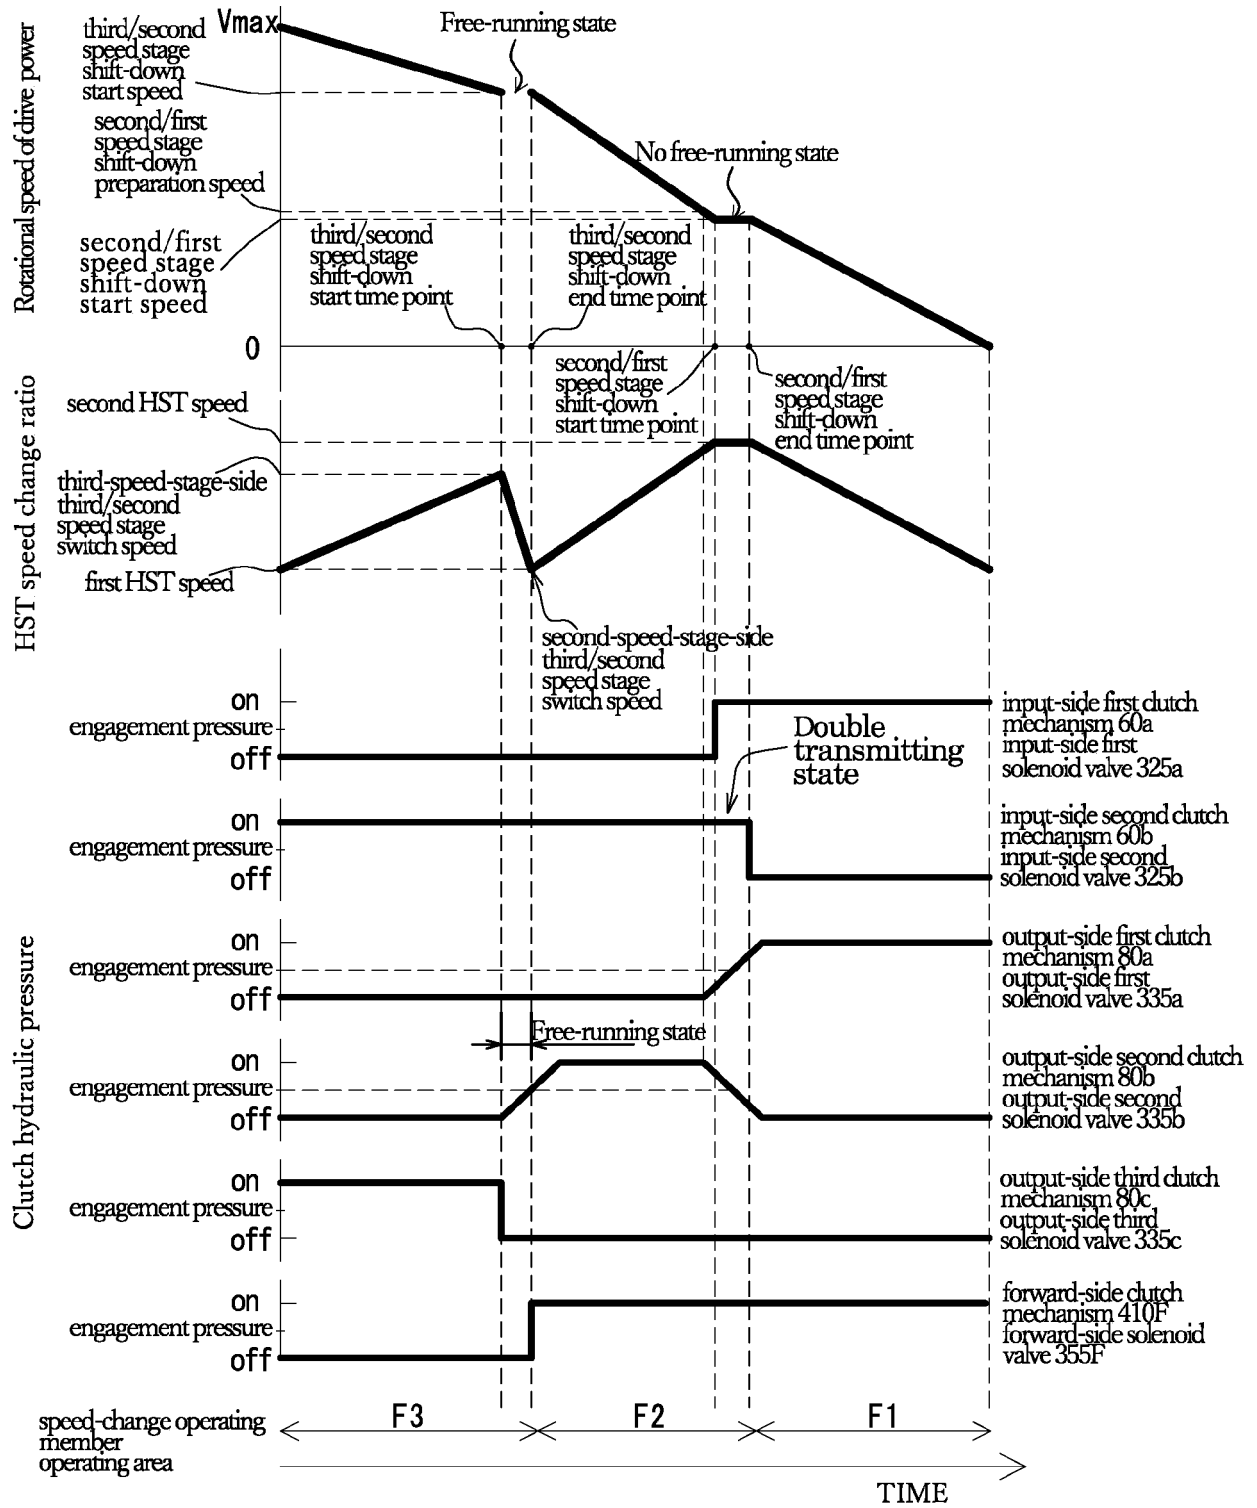 Rotational speed of drive power
Vmax
third/second
speed stage
shift-down
start speed
Free-running state
second/first
speed stage
shift-down
preparation speed
No free-running state
second/first
speed stage
shift-down
start speed
third/second
speed stage
shift-down
start time point
third/second
speed stage
shift-down
end time point
0
second/first
speed stage
shift-down
start time point
second/first
speed stage
shift-down
end time point
HST speed change ratio
second HST speed
third-speed-stage-side
third/second
speed stage
switch speed
first HST speed
second-speed-stage-side
third/second
speed stage
switch speed
Clutch hydraulic pressure
on
engagement pressure
off
input-side first clutch
mechanism 60a
input-side first
solenoid valve 325a
Double
transmitting
state
on
engagement pressure
off
input-side second clutch
mechanism 60b
input-side second
solenoid valve 325b
on
engagement pressure
off
output-side first clutch
mechanism 80a
output-side first
solenoid valve 335a
Free-running state
on
engagement pressure
off
output-side second clutch
mechanism 80b
output-side second
solenoid valve 335b
on
engagement pressure
off
output-side third clutch
mechanism 80c
output-side third
solenoid valve 335c
on
engagement pressure
off
forward-side clutch
mechanism 410F
forward-side solenoid
valve 355F
speed-change operating
member
operating area
F3
F2
F1
TIME